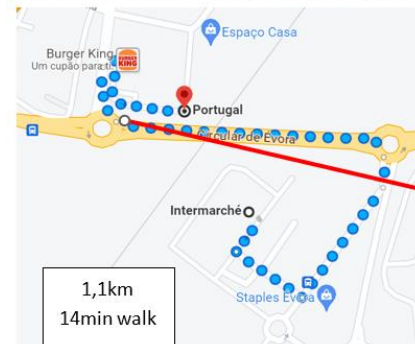 Espaço Casa
Burger King
Um cupão para ti
Portugal
Circular de Évora
Intermarché
Staples Évora
1,1km
14min walk